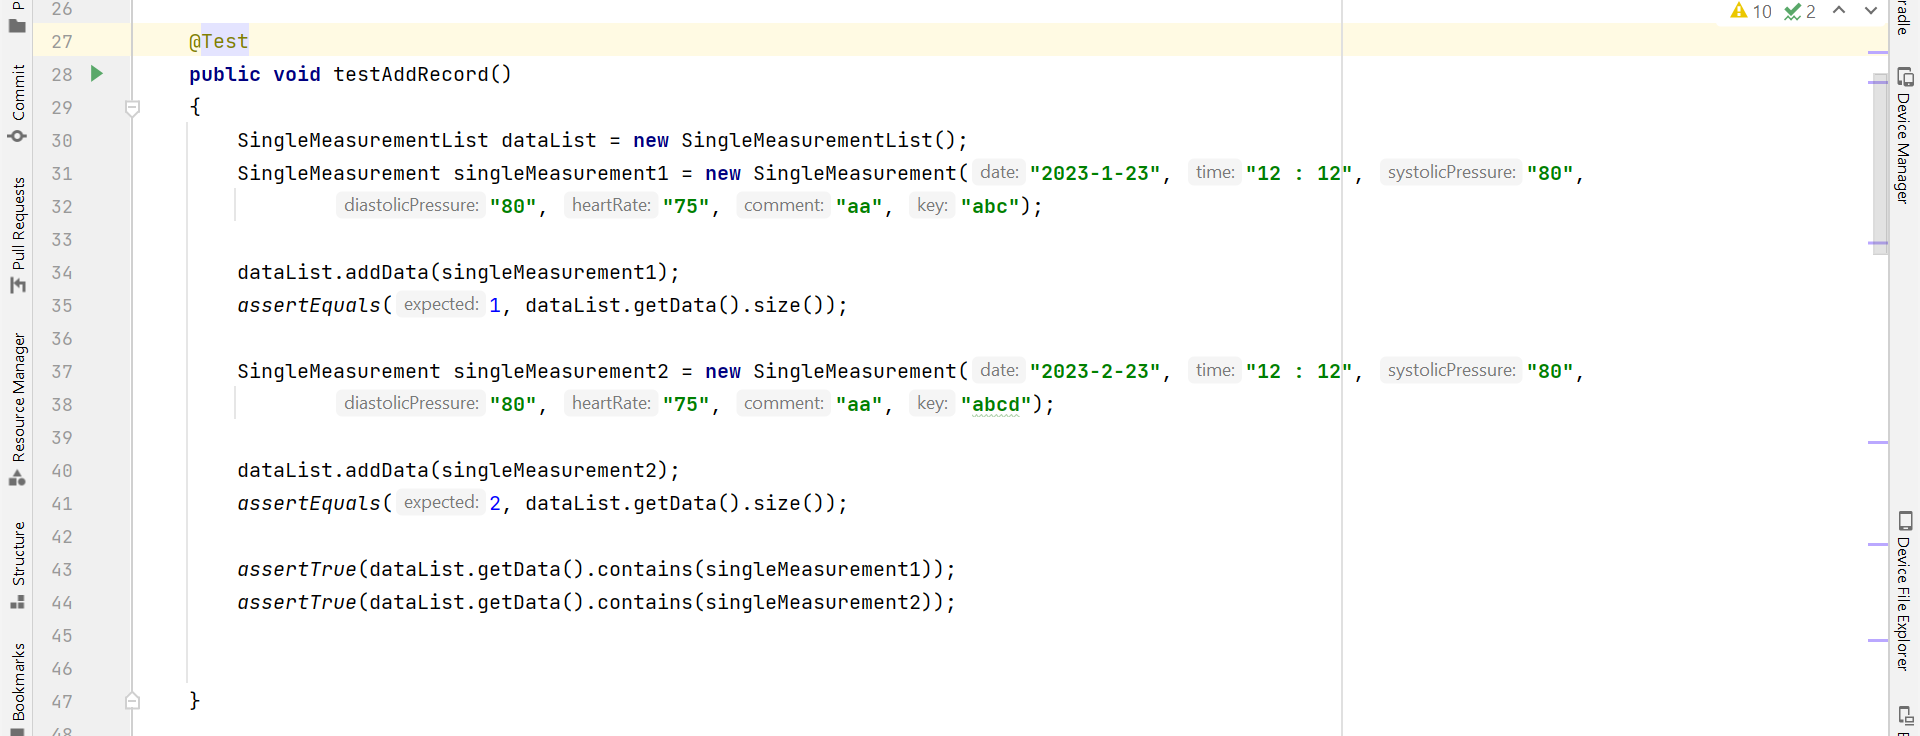 26
10 2
27 @Test
28 public void testAddRecord()
29 {
30 SingleMeasurementList dataList = new SingleMeasurementList();
31 SingleMeasurement singleMeasurement1 = new SingleMeasurement( date: "2023-1-23", time: "12 : 12", systolicPressure: "80",
32 diastolicPressure: "80", heartRate: "75", comment: "aa", key: "abc");
33
34 dataList.addData(singleMeasurement1);
35 assertEquals( expected: 1, dataList.getData().size());
36
37 SingleMeasurement singleMeasurement2 = new SingleMeasurement( date: "2023-2-23", time: "12 : 12", systolicPressure: "80",
38 diastolicPressure: "80", heartRate: "75", comment: "aa", key: "abcd");
39
40 dataList.addData(singleMeasurement2);
41 assertEquals( expected: 2, dataList.getData().size());
42
43 assertTrue(dataList.getData().contains(singleMeasurement1));
44 assertTrue(dataList.getData().contains(singleMeasurement2));
45
46
47 }
48
Commit
Pull Requests
Resource Manager
Structure
Bookmarks
radle
Device Manager
Device File Explorer